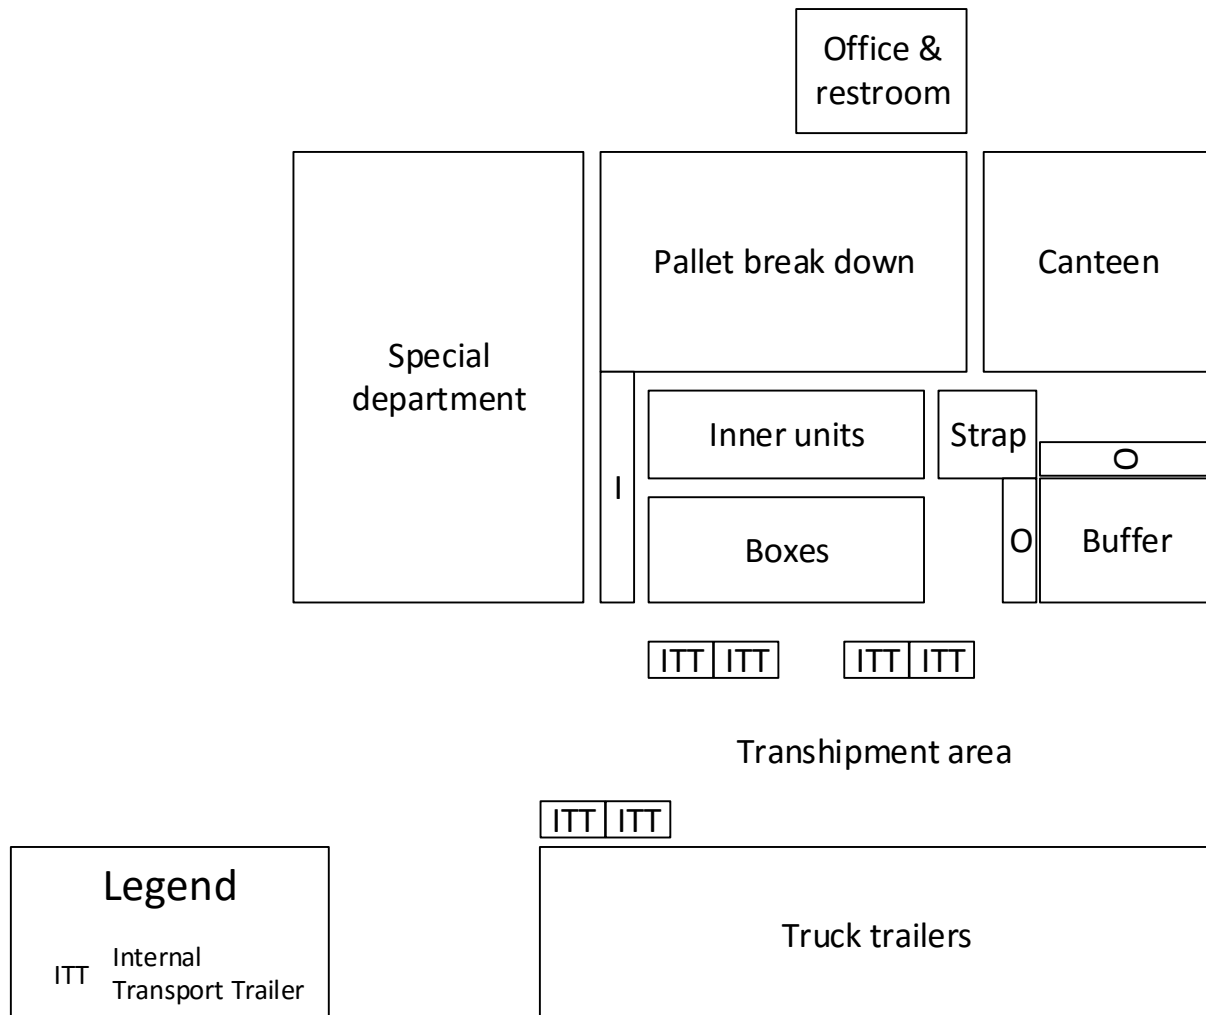 Office &
restroom
Pallet break down
Canteen
Special
department
Inner units
Strap
O
I
Boxes
O
Buffer
ITT ITT
ITT ITT
Transhipment area
ITT ITT
Legend
ITT
Internal
Transport Trailer
Truck trailers